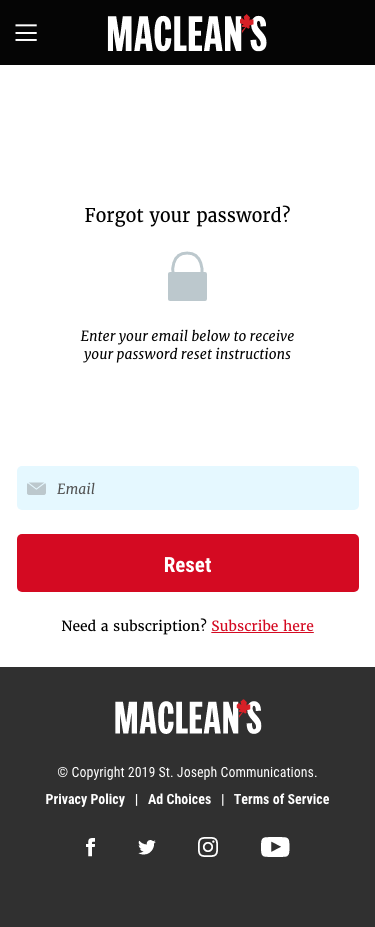 MACLEAN'S
Forgot your password?
Enter your email below to receive
your password reset instructions
Email
Reset
Need a subscription? Subscribe here
MACLEAN'S
© Copyright 2019 St. Joseph Communications.
Privacy Policy | Ad Choices | Terms of Service